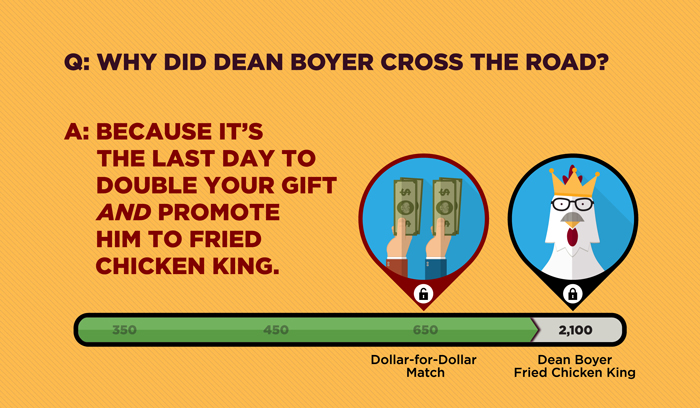 Q: WHY DID DEAN BOYER CROSS THE ROAD?
A: BECAUSE IT'S
THE LAST DAY TO
DOUBLE YOUR GIFT
AND PROMOTE
HIM TO FRIED
CHICKEN KING.
350 450 650 2,100
Dollar-for-Dollar
Match
Dean Boyer
Fried Chicken King